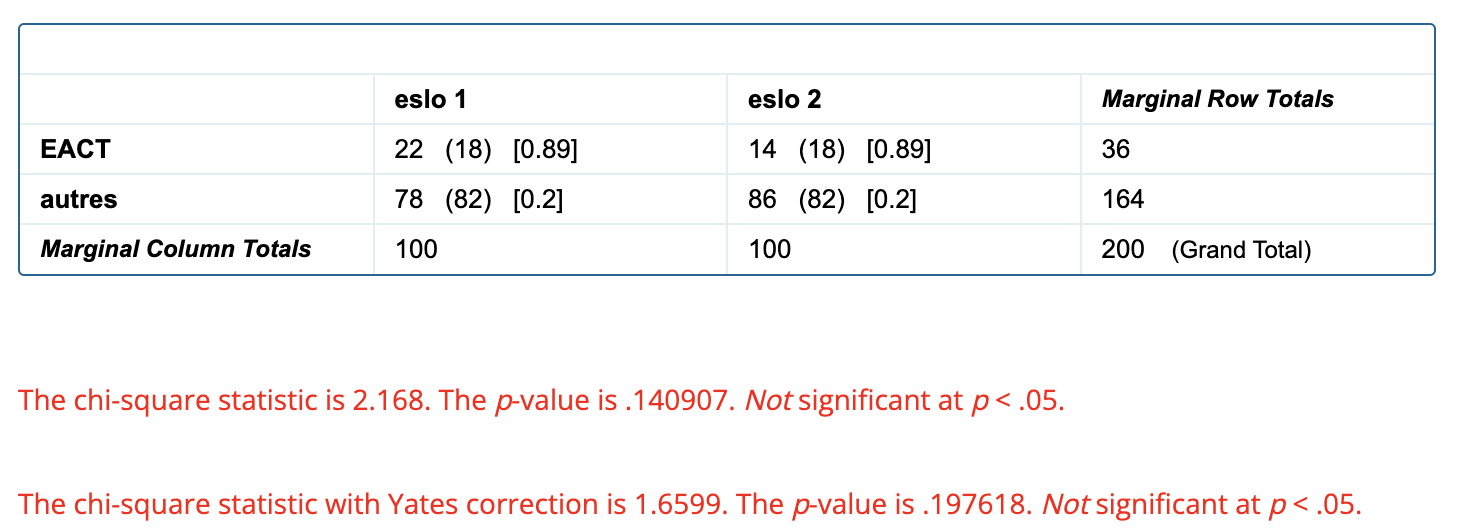 eslo 1 eslo 2 Marginal Row Totals
EACT 22 (18) [0.89] 14 (18) [0.89] 36
autres 78 (82) [0.2] 86 (82) [0.2] 164
Marginal Column Totals 100 100 200 (Grand Total)
The chi-square statistic is 2.168. The p-value is .140907. Not significant at p < .05.
The chi-square statistic with Yates correction is 1.6599. The p-value is .197618. Not significant at p < .05.